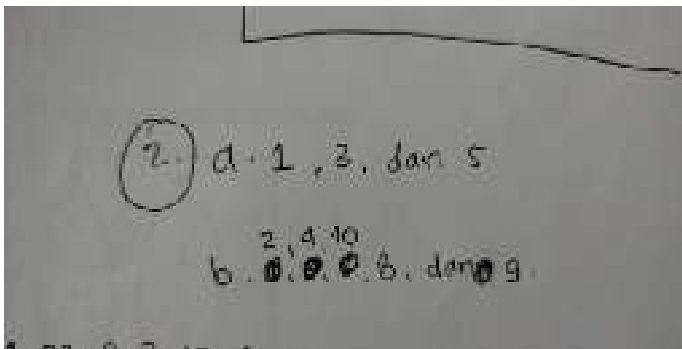 2. a. 1, 3, dan 5
2, 4, 10
b. 8, dan 9.